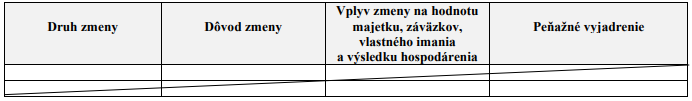 Druh zmeny
Dôvod zmeny
Vplyv zmeny na hodnotu
majetku, záväzkov,
vlastného imania
a výsledku hospodárenia
Peňažné vyjadrenie